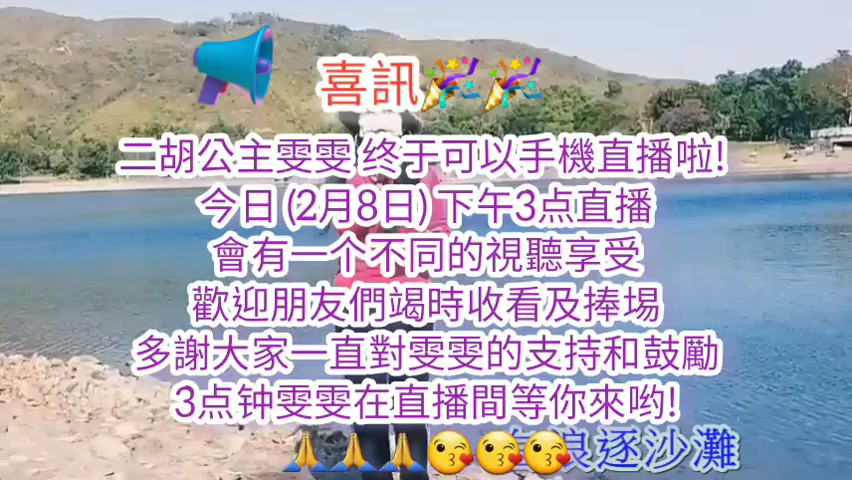 喜訊
二胡公主雯雯 终于可以手機直播啦!
今日 (2月8日) 下午3点直播
會有一个不同的視聽享受
歡迎朋友們竭時收看及捧埸
多謝大家一直對雯雯的支持和鼓勵
3点钟雯雯在直播間等你來哟!
浪逐沙灘